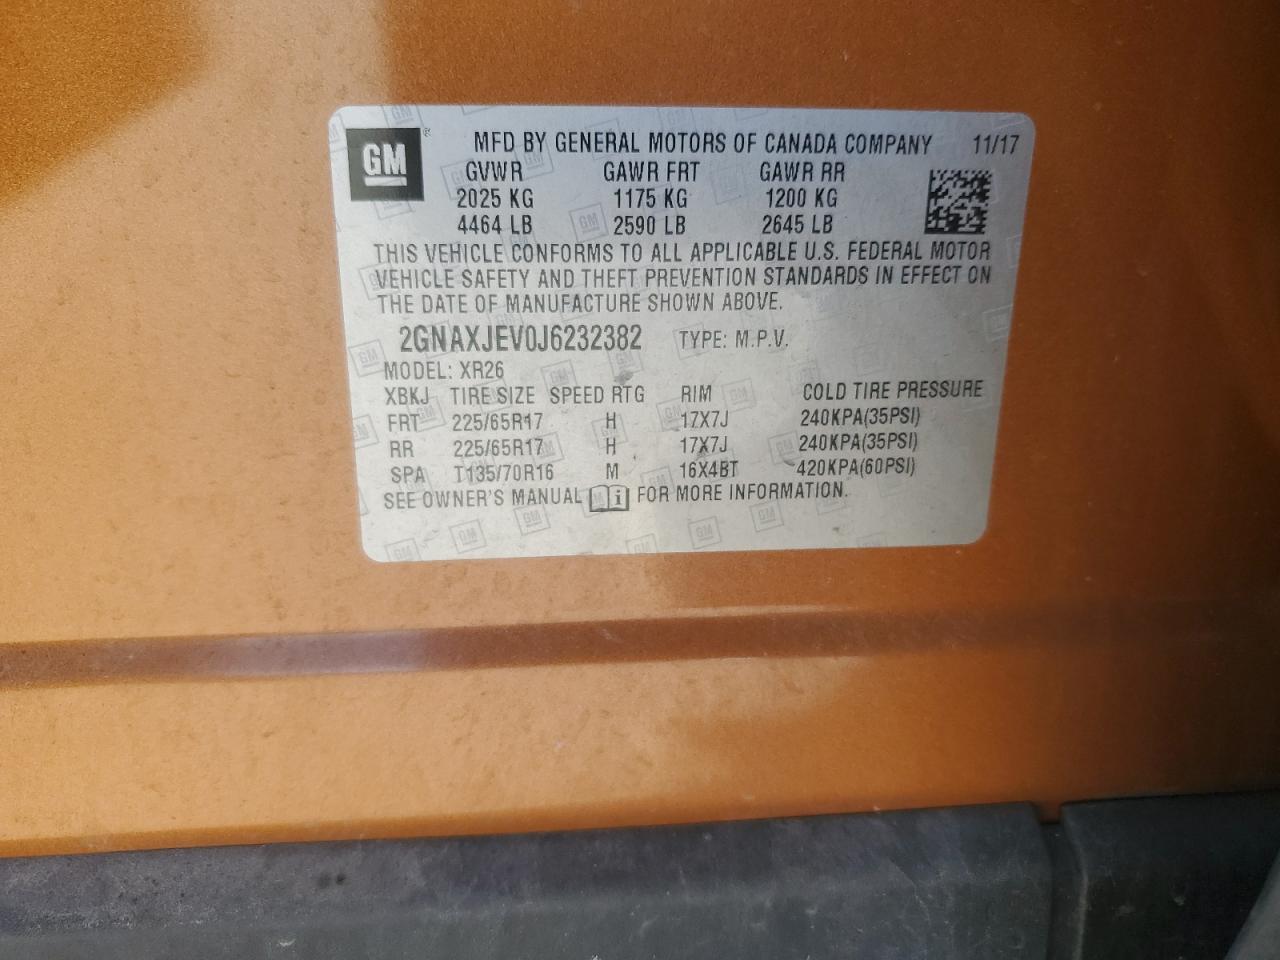 GM ® MFD BY GENERAL MOTORS OF CANADA COMPANY 11/17
GVWR GAWR FRT GAWR RR
2025 KG 1175 KG 1200 KG
4464 LB 2590 LB 2645 LB
THIS VEHICLE CONFORMS TO ALL APPLICABLE U.S. FEDERAL MOTOR
VEHICLE SAFETY AND THEFT PREVENTION STANDARDS IN EFFECT ON
THE DATE OF MANUFACTURE SHOWN ABOVE.
2GNAXJEV0J6232382 TYPE: M.P.V.
MODEL: XR26
XBKJ TIRE SIZE SPEED RTG RIM COLD TIRE PRESSURE
FRT 225/65R17 H 17X7J 240KPA(35PSI)
RR 225/65R17 H 17X7J 240KPA(35PSI)
SPA T135/70R16 M 16X4BT 420KPA(60PSI)
SEE OWNER'S MANUAL i FOR MORE INFORMATION.